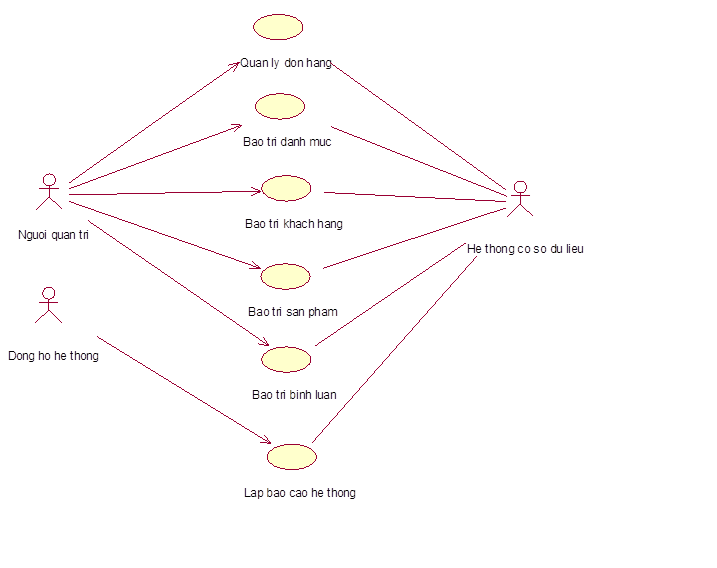 Quan ly don hang
Bao tri danh muc
Nguoi quan tri
Bao tri khach hang
He thong co so du lieu
Bao tri san pham
Dong ho he thong
Bao tri binh luan
Lap bao cao he thong